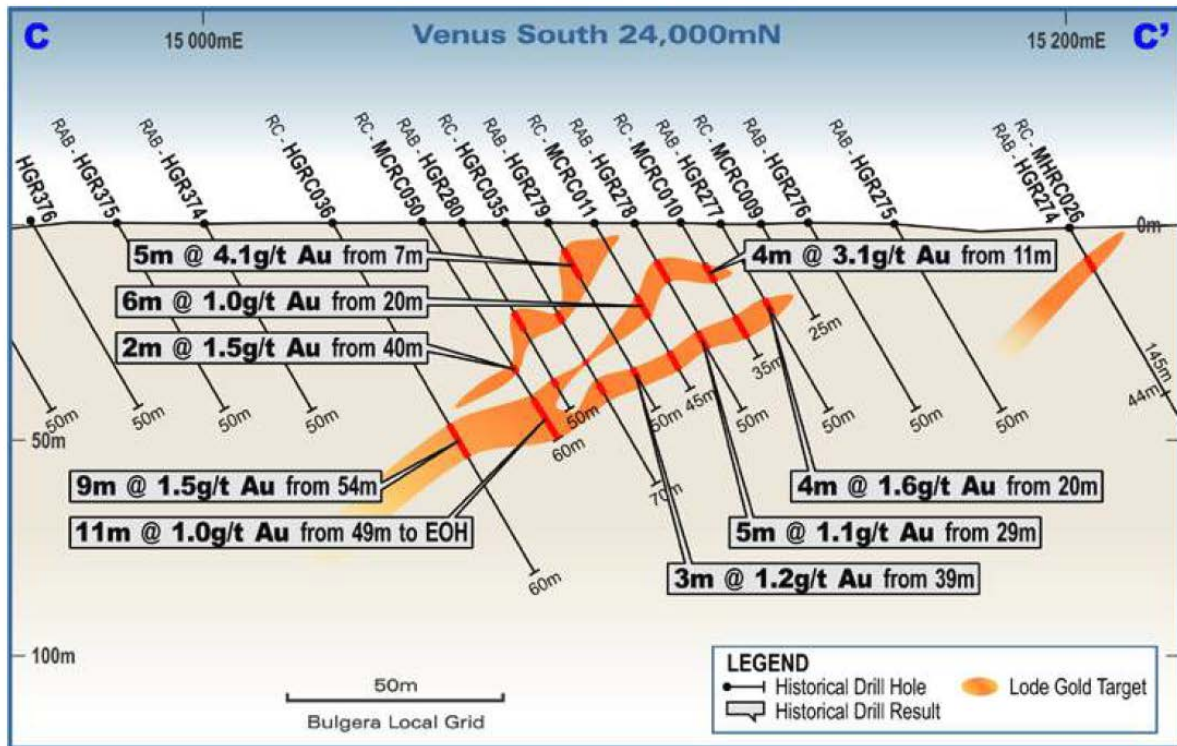 C
15 000mE
Venus South 24,000mN
15 200mE
C'
HGR376
RAB - HGR375
RAB - HGR374
RC - HGRC036
RC - MCRC050
RAB - HGR280
RC - HGRC035
RAB - HGR279
RC - MCRC011
RAB - HGR278
RC - MCRC010
RAB - HGR277
RC - MCRC009
RAB - HGR276
RAB - HGR275
RAB - HGR274
RC - MHRC026
0m
5m @ 4.1g/t Au from 7m
4m @ 3.1g/t Au from 11m
6m @ 1.0g/t Au from 20m
2m @ 1.5g/t Au from 40m
25m
35m
145m
44m
50m
50m
50m
50m
50m
50m
45m
50m
50m
50m
50m
50m
60m
70m
9m @ 1.5g/t Au from 54m
4m @ 1.6g/t Au from 20m
11m @ 1.0g/t Au from 49m to EOH
5m @ 1.1g/t Au from 29m
3m @ 1.2g/t Au from 39m
60m
100m
50m
Bulgera Local Grid
LEGEND
Historical Drill Hole
Lode Gold Target
Historical Drill Result